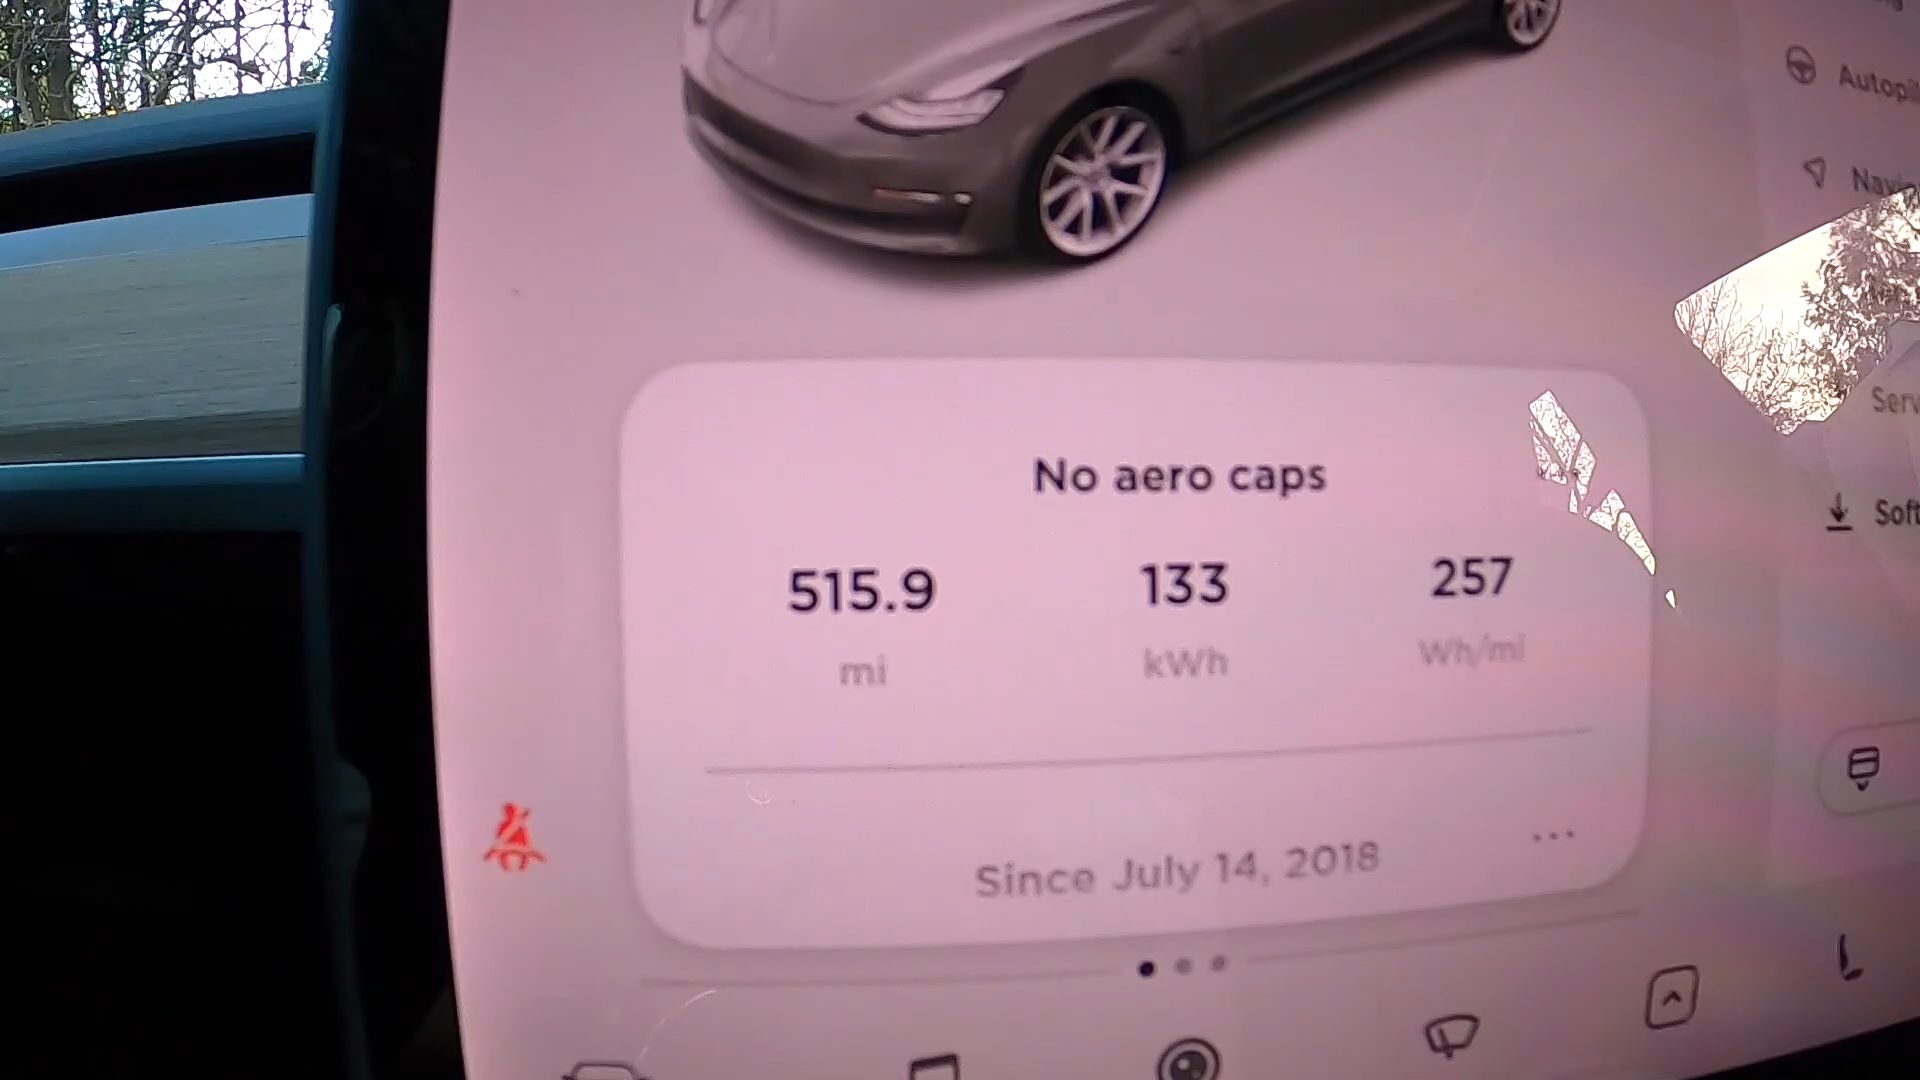 No aero caps
515.9 133 257
mi kWh Wh/mi
Since July 14, 2018
...